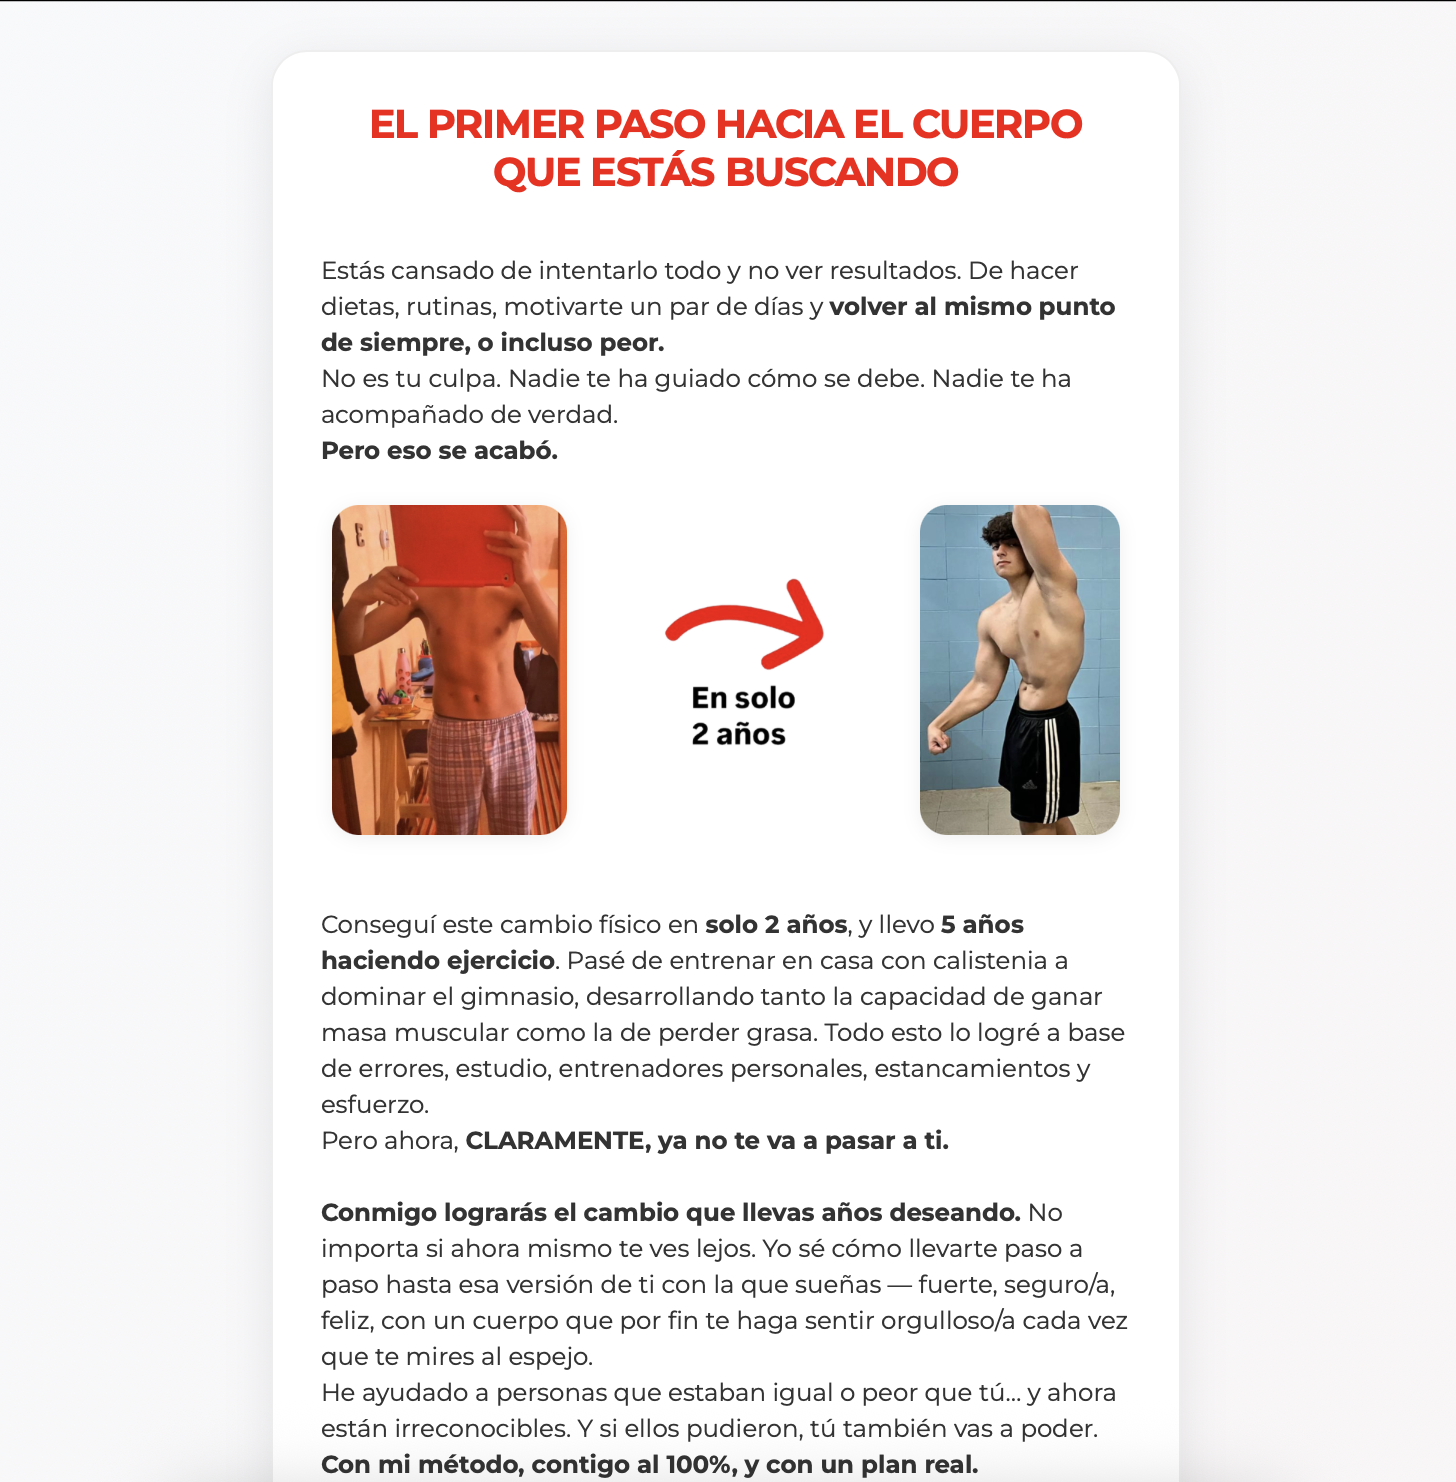 EL PRIMER PASO HACIA EL CUERPO
QUE ESTÁS BUSCANDO
Estás cansado de intentarlo todo y no ver resultados. De hacer
dietas, rutinas, motivarte un par de días y volver al mismo punto
de siempre, o incluso peor.
No es tu culpa. Nadie te ha guiado cómo se debe. Nadie te ha
acompañado de verdad.
Pero eso se acabó.
En solo
2 años
Conseguí este cambio físico en solo 2 años, y llevo 5 años
haciendo ejercicio. Pasé de entrenar en casa con calistenia a
dominar el gimnasio, desarrollando tanto la capacidad de ganar
masa muscular como la de perder grasa. Todo esto lo logré a base
de errores, estudio, entrenadores personales, estancamientos y
esfuerzo.
Pero ahora, CLARAMENTE, ya no te va a pasar a ti.
Conmigo lograrás el cambio que llevas años deseando. No
importa si ahora mismo te ves lejos. Yo sé cómo llevarte paso a
paso hasta esa versión de ti con la que sueñas — fuerte, seguro/a,
feliz, con un cuerpo que por fin te haga sentir orgulloso/a cada vez
que te mires al espejo.
He ayudado a personas que estaban igual o peor que tú... y ahora
están irreconocibles. Y si ellos pudieron, tú también vas a poder.
Con mi método, contigo al 100%, y con un plan real.